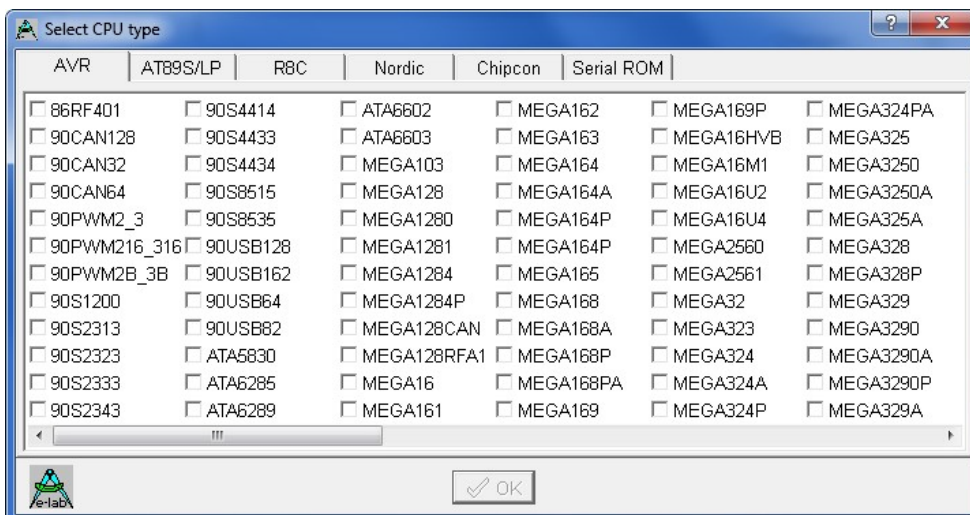 Select CPU type
? X
AVR AT89S/LP R8C Nordic Chipcon Serial ROM
86RF401 90S4414 ATA6602 MEGA162 MEGA169P MEGA324PA
90CAN128 90S4433 ATA6603 MEGA163 MEGA16HVB MEGA325
90CAN32 90S4434 MEGA103 MEGA164 MEGA16M1 MEGA3250
90CAN64 90S8515 MEGA128 MEGA164A MEGA16U2 MEGA3250A
90PWM2_3 90S8535 MEGA1280 MEGA164P MEGA16U4 MEGA325A
90PWM216_316 90USB128 MEGA1281 MEGA164P MEGA2560 MEGA328
90PWM2B_3B 90USB162 MEGA1284 MEGA165 MEGA2561 MEGA328P
90S1200 90USB64 MEGA1284P MEGA168 MEGA32 MEGA329
90S2313 90USB82 MEGA128CAN MEGA168A MEGA323 MEGA3290
90S2323 ATA5830 MEGA128RFA1 MEGA168P MEGA324 MEGA3290A
90S2333 ATA6285 MEGA16 MEGA168PA MEGA324A MEGA3290P
90S2343 ATA6289 MEGA161 MEGA169 MEGA324P MEGA329A
e-lab
OK